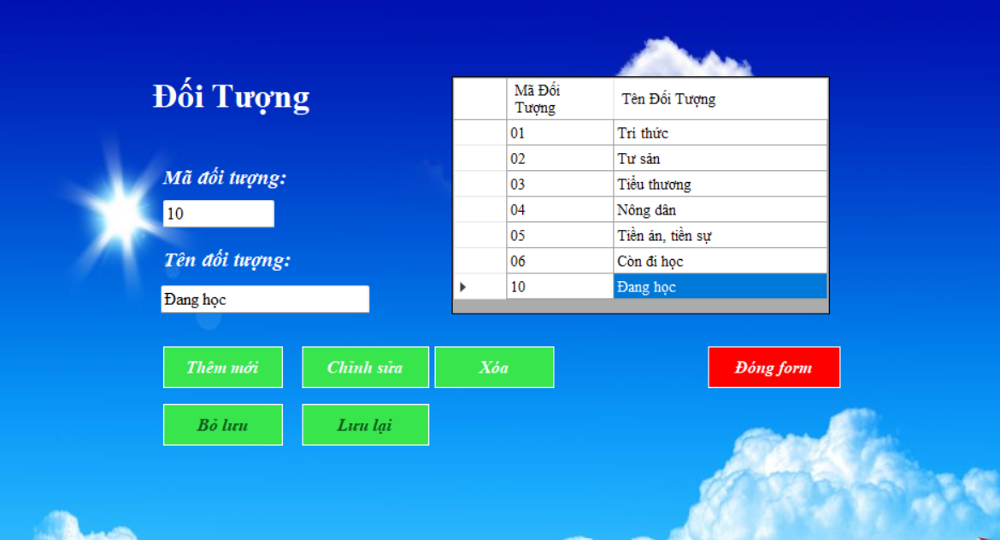 Đối Tượng
Mã đối tượng:
10
Tên đối tượng:
Đang học
Mã Đối
Tượng
Tên Đối Tượng
01 Tri thức
02 Tư sản
03 Tiểu thương
04 Nông dân
05 Tiền án, tiền sự
06 Còn đi học
10 Đang học
Thêm mới Chỉnh sửa Xóa Đóng form
Bỏ lưu Lưu lại